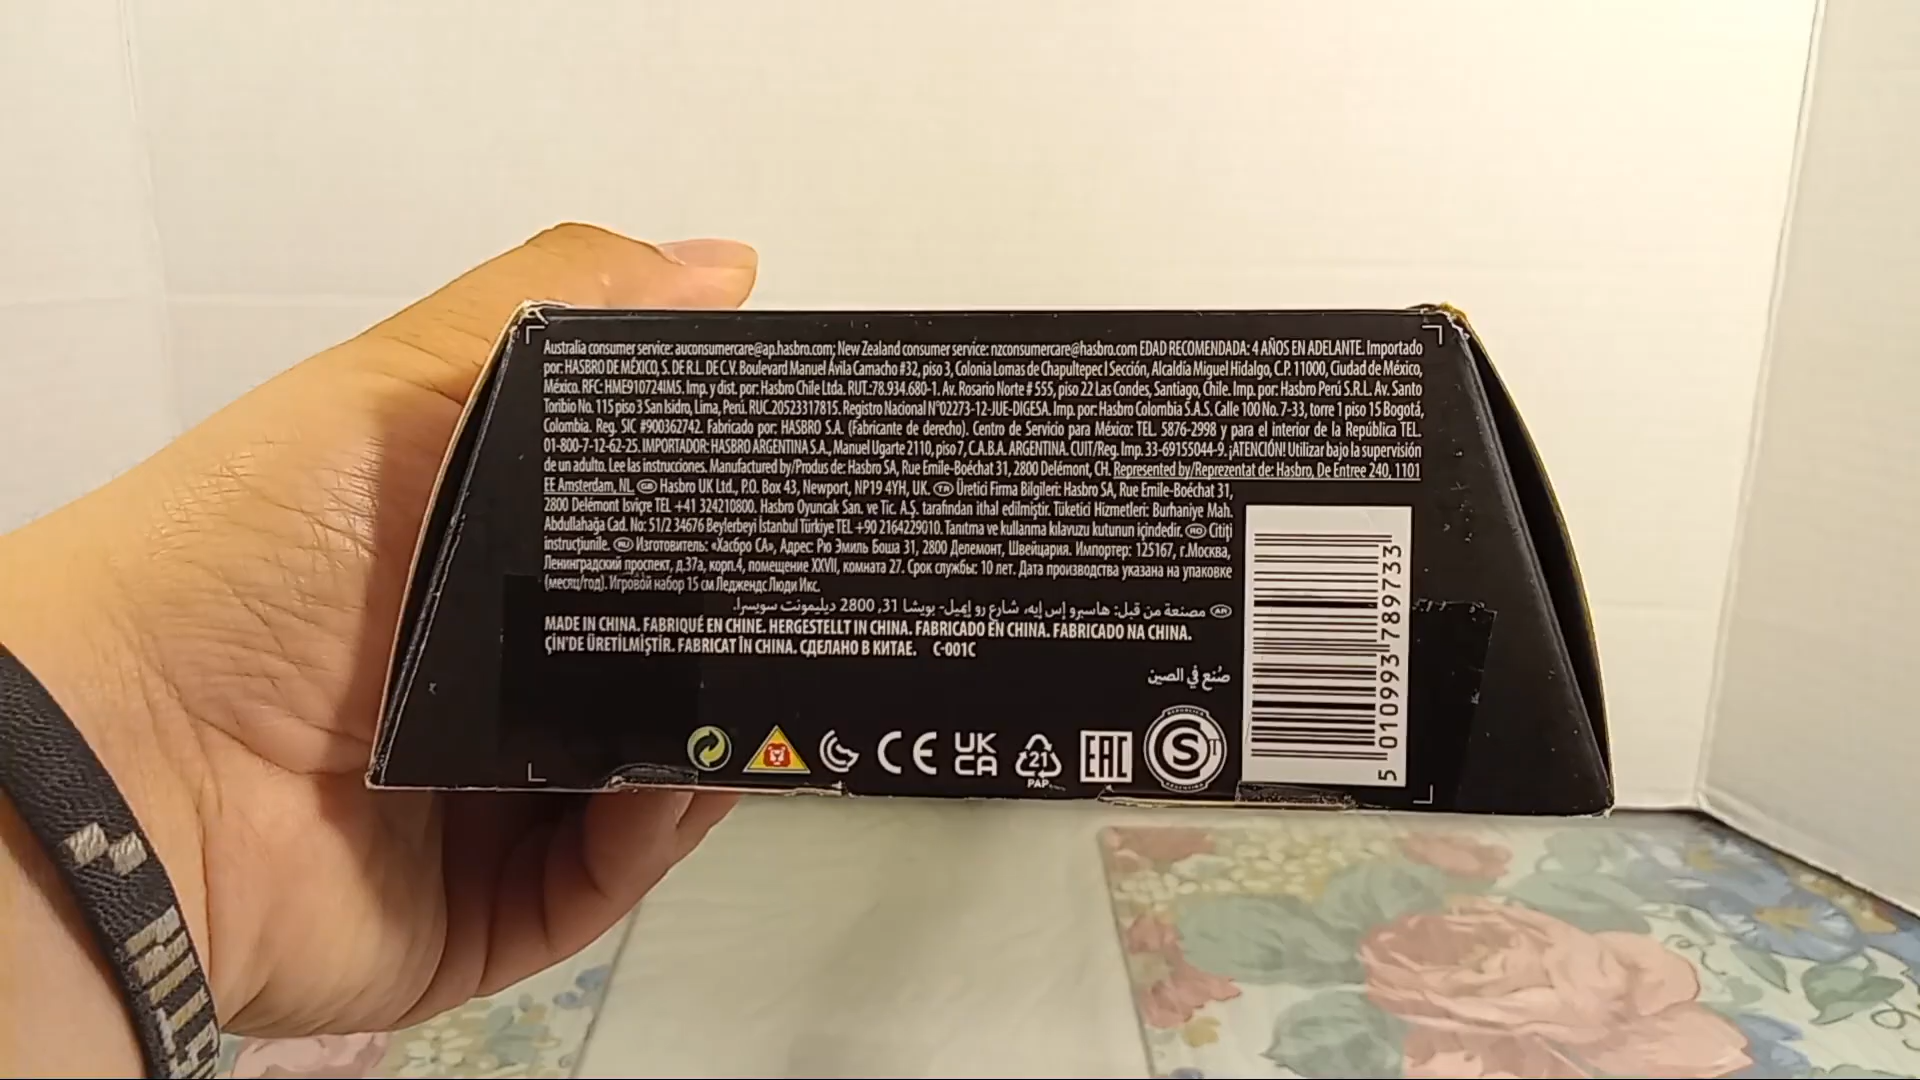 Australia consumer service: auconsumercare@ap.hasbro.com; New Zealand consumer service: nzconsumercare@hasbro.com EDAD RECOMENDADA: 4 AÑOS EN ADELANTE. Importado
por: HASBRO DE MÉXICO, S. DE R.L. DE C.V. Boulevard Manuel Ávila Camacho #32, piso 3, Colonia Lomas de Chapultepec I Sección, Alcaldía Miguel Hidalgo, C.P. 11000, Ciudad de México,
México. RFC: HME910724IM5. Imp. y dist. por: Hasbro Chile Ltda. RUT.:78.934.680-1. Av. Rosario Norte # 555, piso 22 Las Condes, Santiago, Chile. Imp. por: Hasbro Perú S.R.L. Av. Santo
Toribio No. 115 piso 3 San Isidro, Lima, Perú. RUC.20523317815. Registro Nacional N°02273-12-JUE-DIGESA. Imp. por: Hasbro Colombia S.A.S. Calle 100 No. 7-33, torre 1 piso 15 Bogotá,
Colombia. Reg. SIC #900362742. Fabricado por: HASBRO S.A. (Fabricante de derecho). Centro de Servicio para México: TEL. 5876-2998 y para el interior de la República TEL.
01-800-7-12-62-25. IMPORTADOR: HASBRO ARGENTINA S.A., Manuel Ugarte 2110, piso 7, C.A.B.A. ARGENTINA. CUIT/Reg. Imp. 33-69155044-9. ¡ATENCIÓN! Utilizar bajo la supervisión
de un adulto. Lee las instrucciones. Manufactured by/Produs de: Hasbro SA, Rue Emile-Boéchat 31, 2800 Delémont, CH. Represented by/Reprezentat de: Hasbro, De Entree 240, 1101
EE Amsterdam, NL. GB Hasbro UK Ltd., P.O. Box 43, Newport, NP19 4YH, UK. TR Üretici Firma Bilgileri: Hasbro SA, Rue Emile-Boéchat 31,
2800 Delémont İsviçre TEL +41 324210800. Hasbro Oyuncak San. ve Tic. A.Ş. tarafından ithal edilmiştir. Tüketici Hizmetleri: Burhaniye Mah.
Abdullahağa Cad. No: 51/2 34676 Beylerbeyi İstanbul Türkiye TEL +90 2164229010. Tanıtma ve kullanma kılavuzu kutunun içindedir. RO Citiți
instrucțiunile. RU Изготовитель: «Хасбро СА», Адрес: Рю Эмиль Боша 31, 2800 Делемонт, Швейцария. Импортер: 125167, г.Москва,
Ленинградский проспект, д.37а, корп.4, помещение XXVII, комната 27. Срок службы: 10 лет. Дата производства указана на упаковке
(месяц/год). Игровой набор 15 см Леджендс Люди Икс.
AR مصنعة من قبل: هاسبرو إس إيه، شارع رو إيميل- بويشا 31, 2800 ديليمونت سويسرا.
MADE IN CHINA. FABRIQUÉ EN CHINE. HERGESTELLT IN CHINA. FABRICADO EN CHINA. FABRICADO NA CHINA.
ÇİN'DE ÜRETİLMİŞTİR. FABRICAT ÎN CHINA. СДЕЛАНО В КИТАЕ. C-001C
صُنع في الصين
CE UK CA 21 PAP EAC S
5 010993 789733